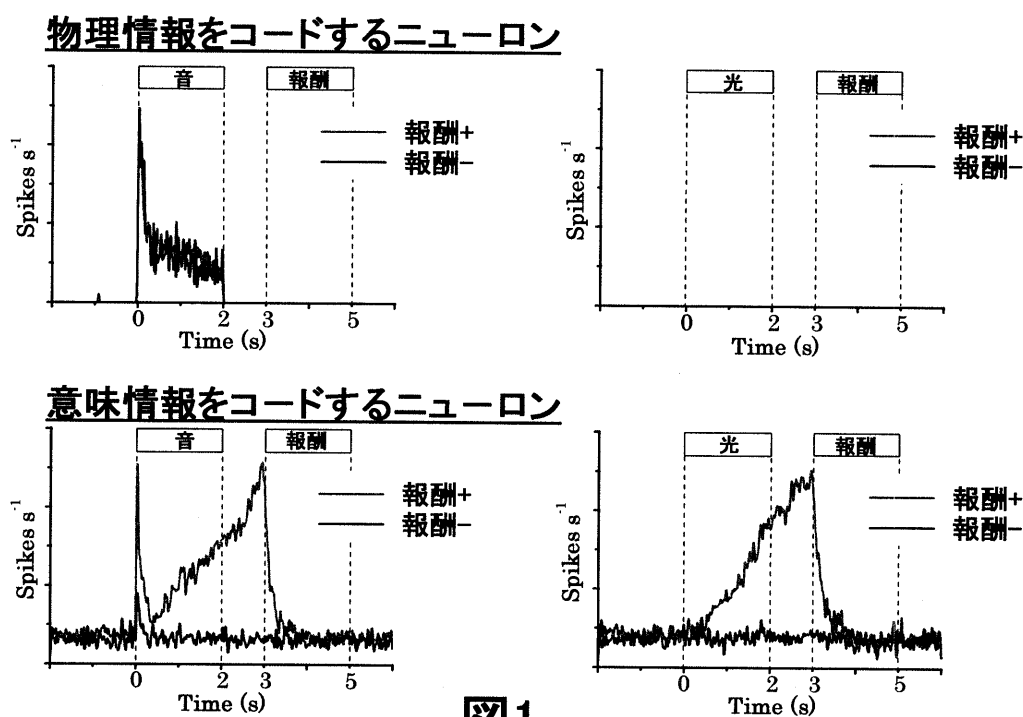 物理情報をコードするニューロン
音
報酬
報酬+
報酬−
Spikes s⁻¹
0 2 3 5
Time (s)
光
報酬
報酬+
報酬−
Spikes s⁻¹
0 2 3 5
Time (s)
意味情報をコードするニューロン
音
報酬
報酬+
報酬−
Spikes s⁻¹
0 2 3 5
Time (s)
光
報酬
報酬+
報酬−
Spikes s⁻¹
0 2 3 5
Time (s)
図1